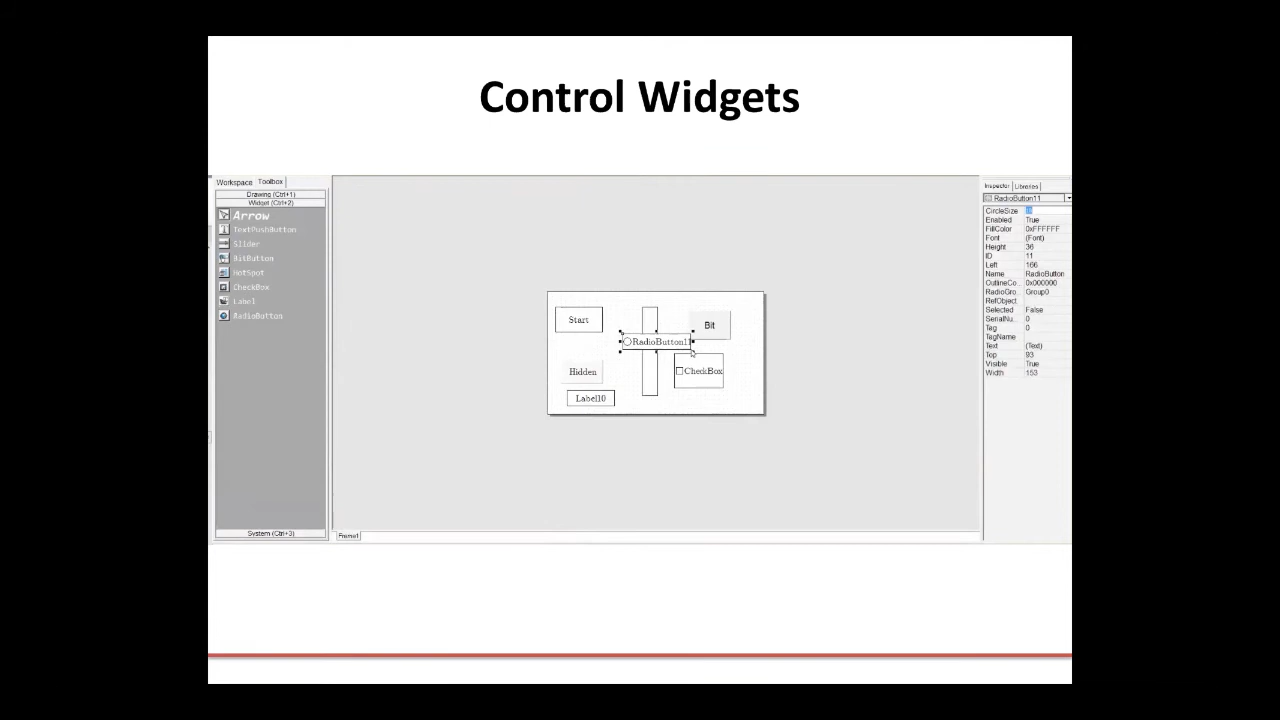 Control Widgets
Workspace Toolbox
Drawing (Ctrl+1)
Widget (Ctrl+2)
Arrow
TextPushButton
Slider
BitButton
HotSpot
CheckBox
Label
RadioButton
System (Ctrl+3)
Start
Bit
RadioButton11
Hidden
CheckBox
Label10
Frame1
Inspector Libraries
RadioButton11
CircleSize
Enabled True
FillColor 0xFFFFFF
Font (Font)
Height 36
ID 11
Left 166
Name RadioButton
OutlineCo... 0x000000
RadioGro... Group0
RefObject
Selected False
SerialNu... 0
Tag 0
TagName
Text (Text)
Top 93
Visible True
Width 153